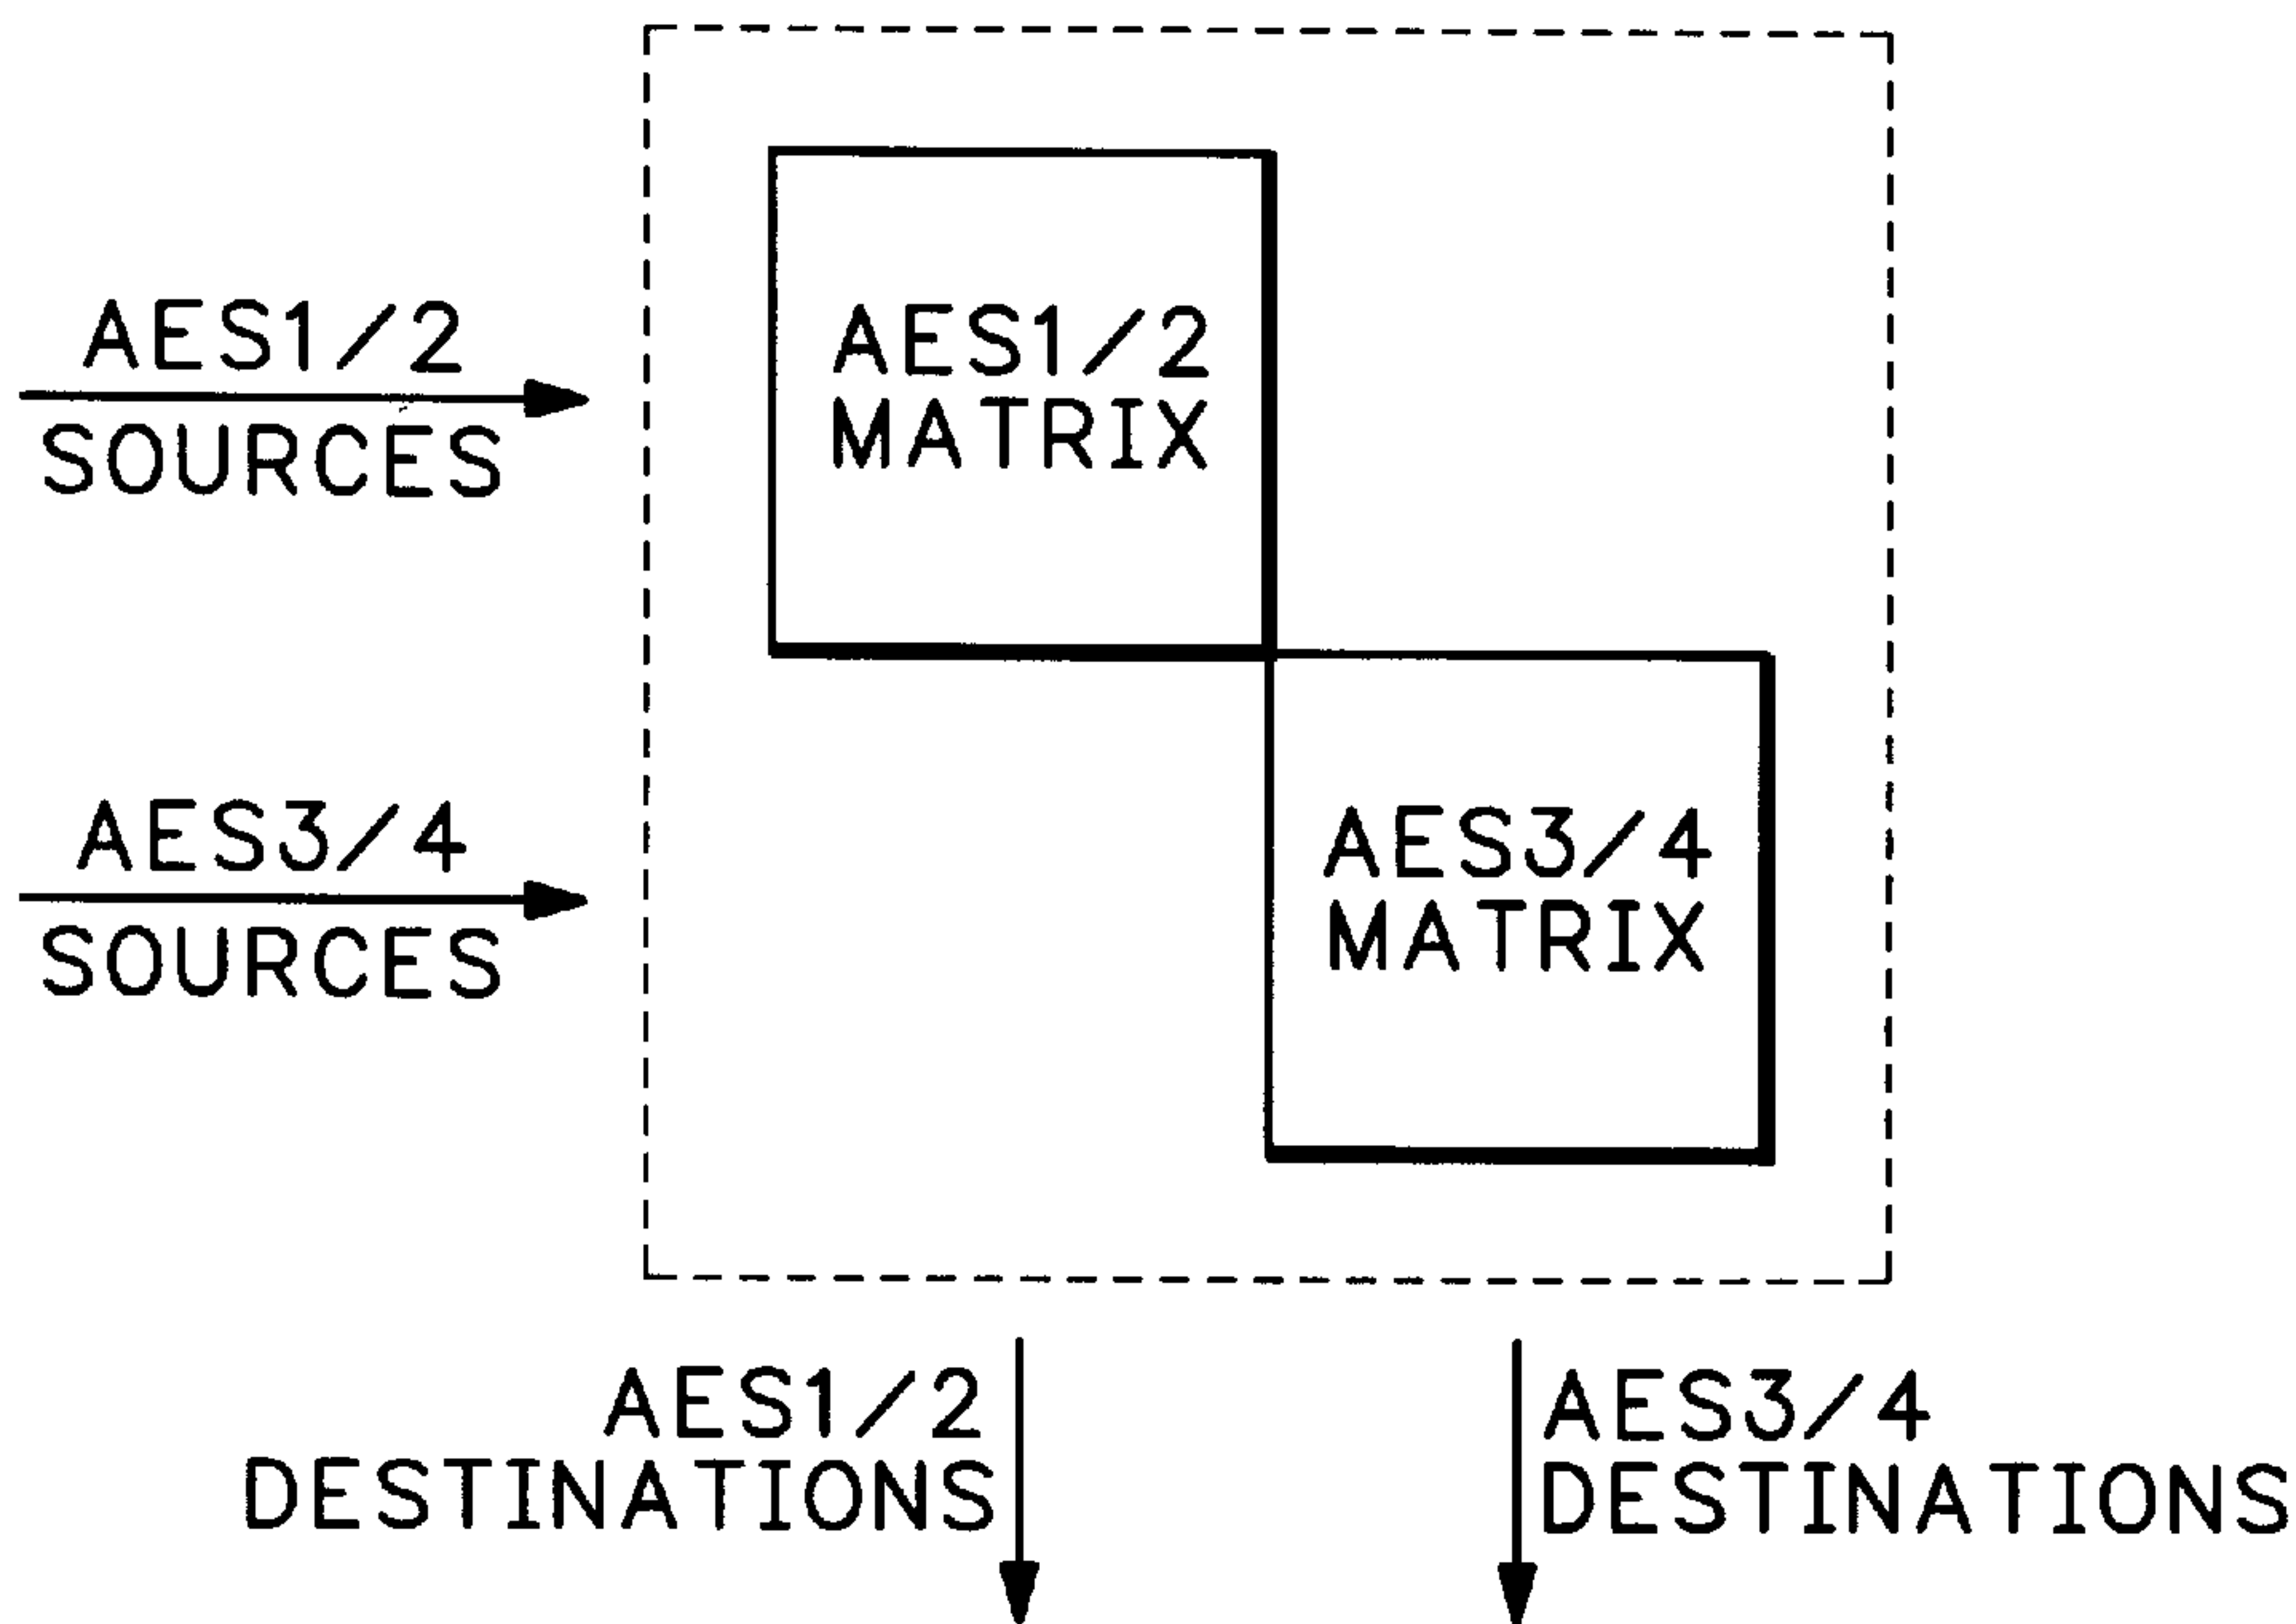 AES1/2
SOURCES
AES1/2
MATRIX
AES3/4
SOURCES
AES3/4
MATRIX
AES1/2
DESTINATIONS
AES3/4
DESTINATIONS